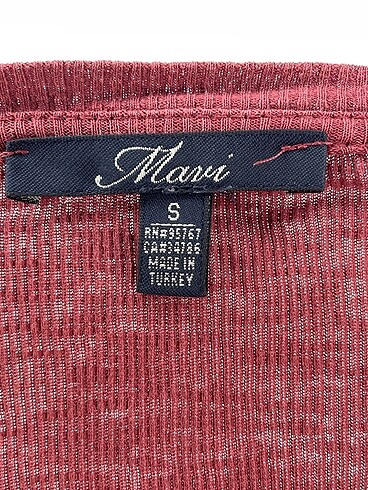 Mavi
S
RN#95767
CA#34786
MADE IN
TURKEY